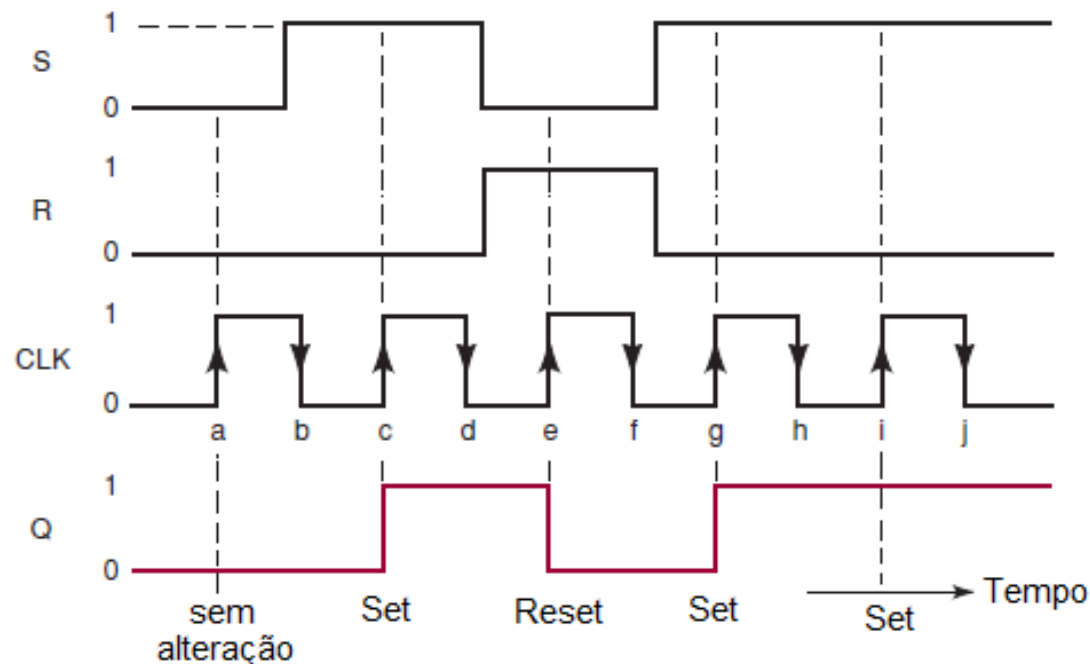 1
S
0
1
R
0
1
CLK
0
a b c d e f g h i j
1
Q
0
Tempo
sem
alteração
Set
Reset
Set
Set